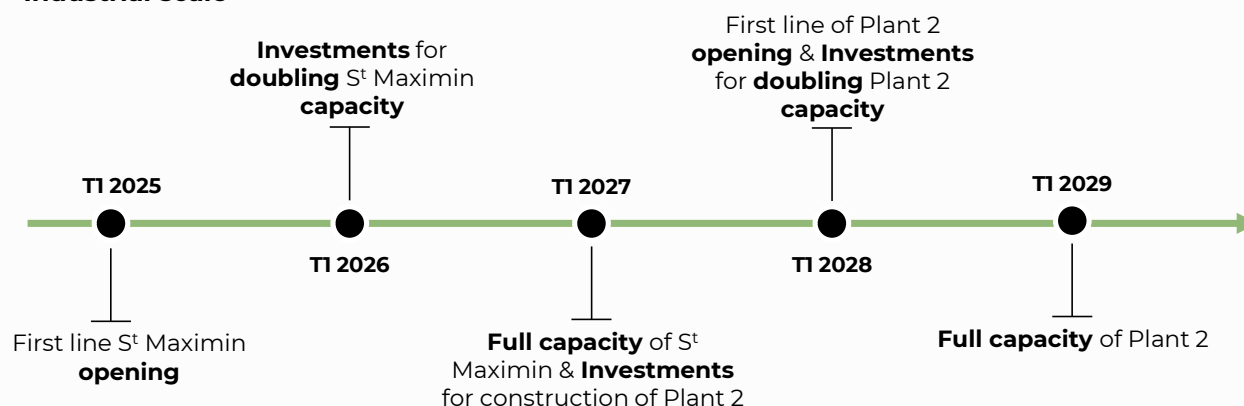 Industrial Scale
First line of Plant 2
opening & Investments
for doubling Plant 2
capacity
Investments for
doubling Sᵗ Maximin
capacity
T1 2025
T1 2027
T1 2029
T1 2026
T1 2028
First line Sᵗ Maximin
opening
Full capacity of Sᵗ
Maximin & Investments
for construction of Plant 2
Full capacity of Plant 2